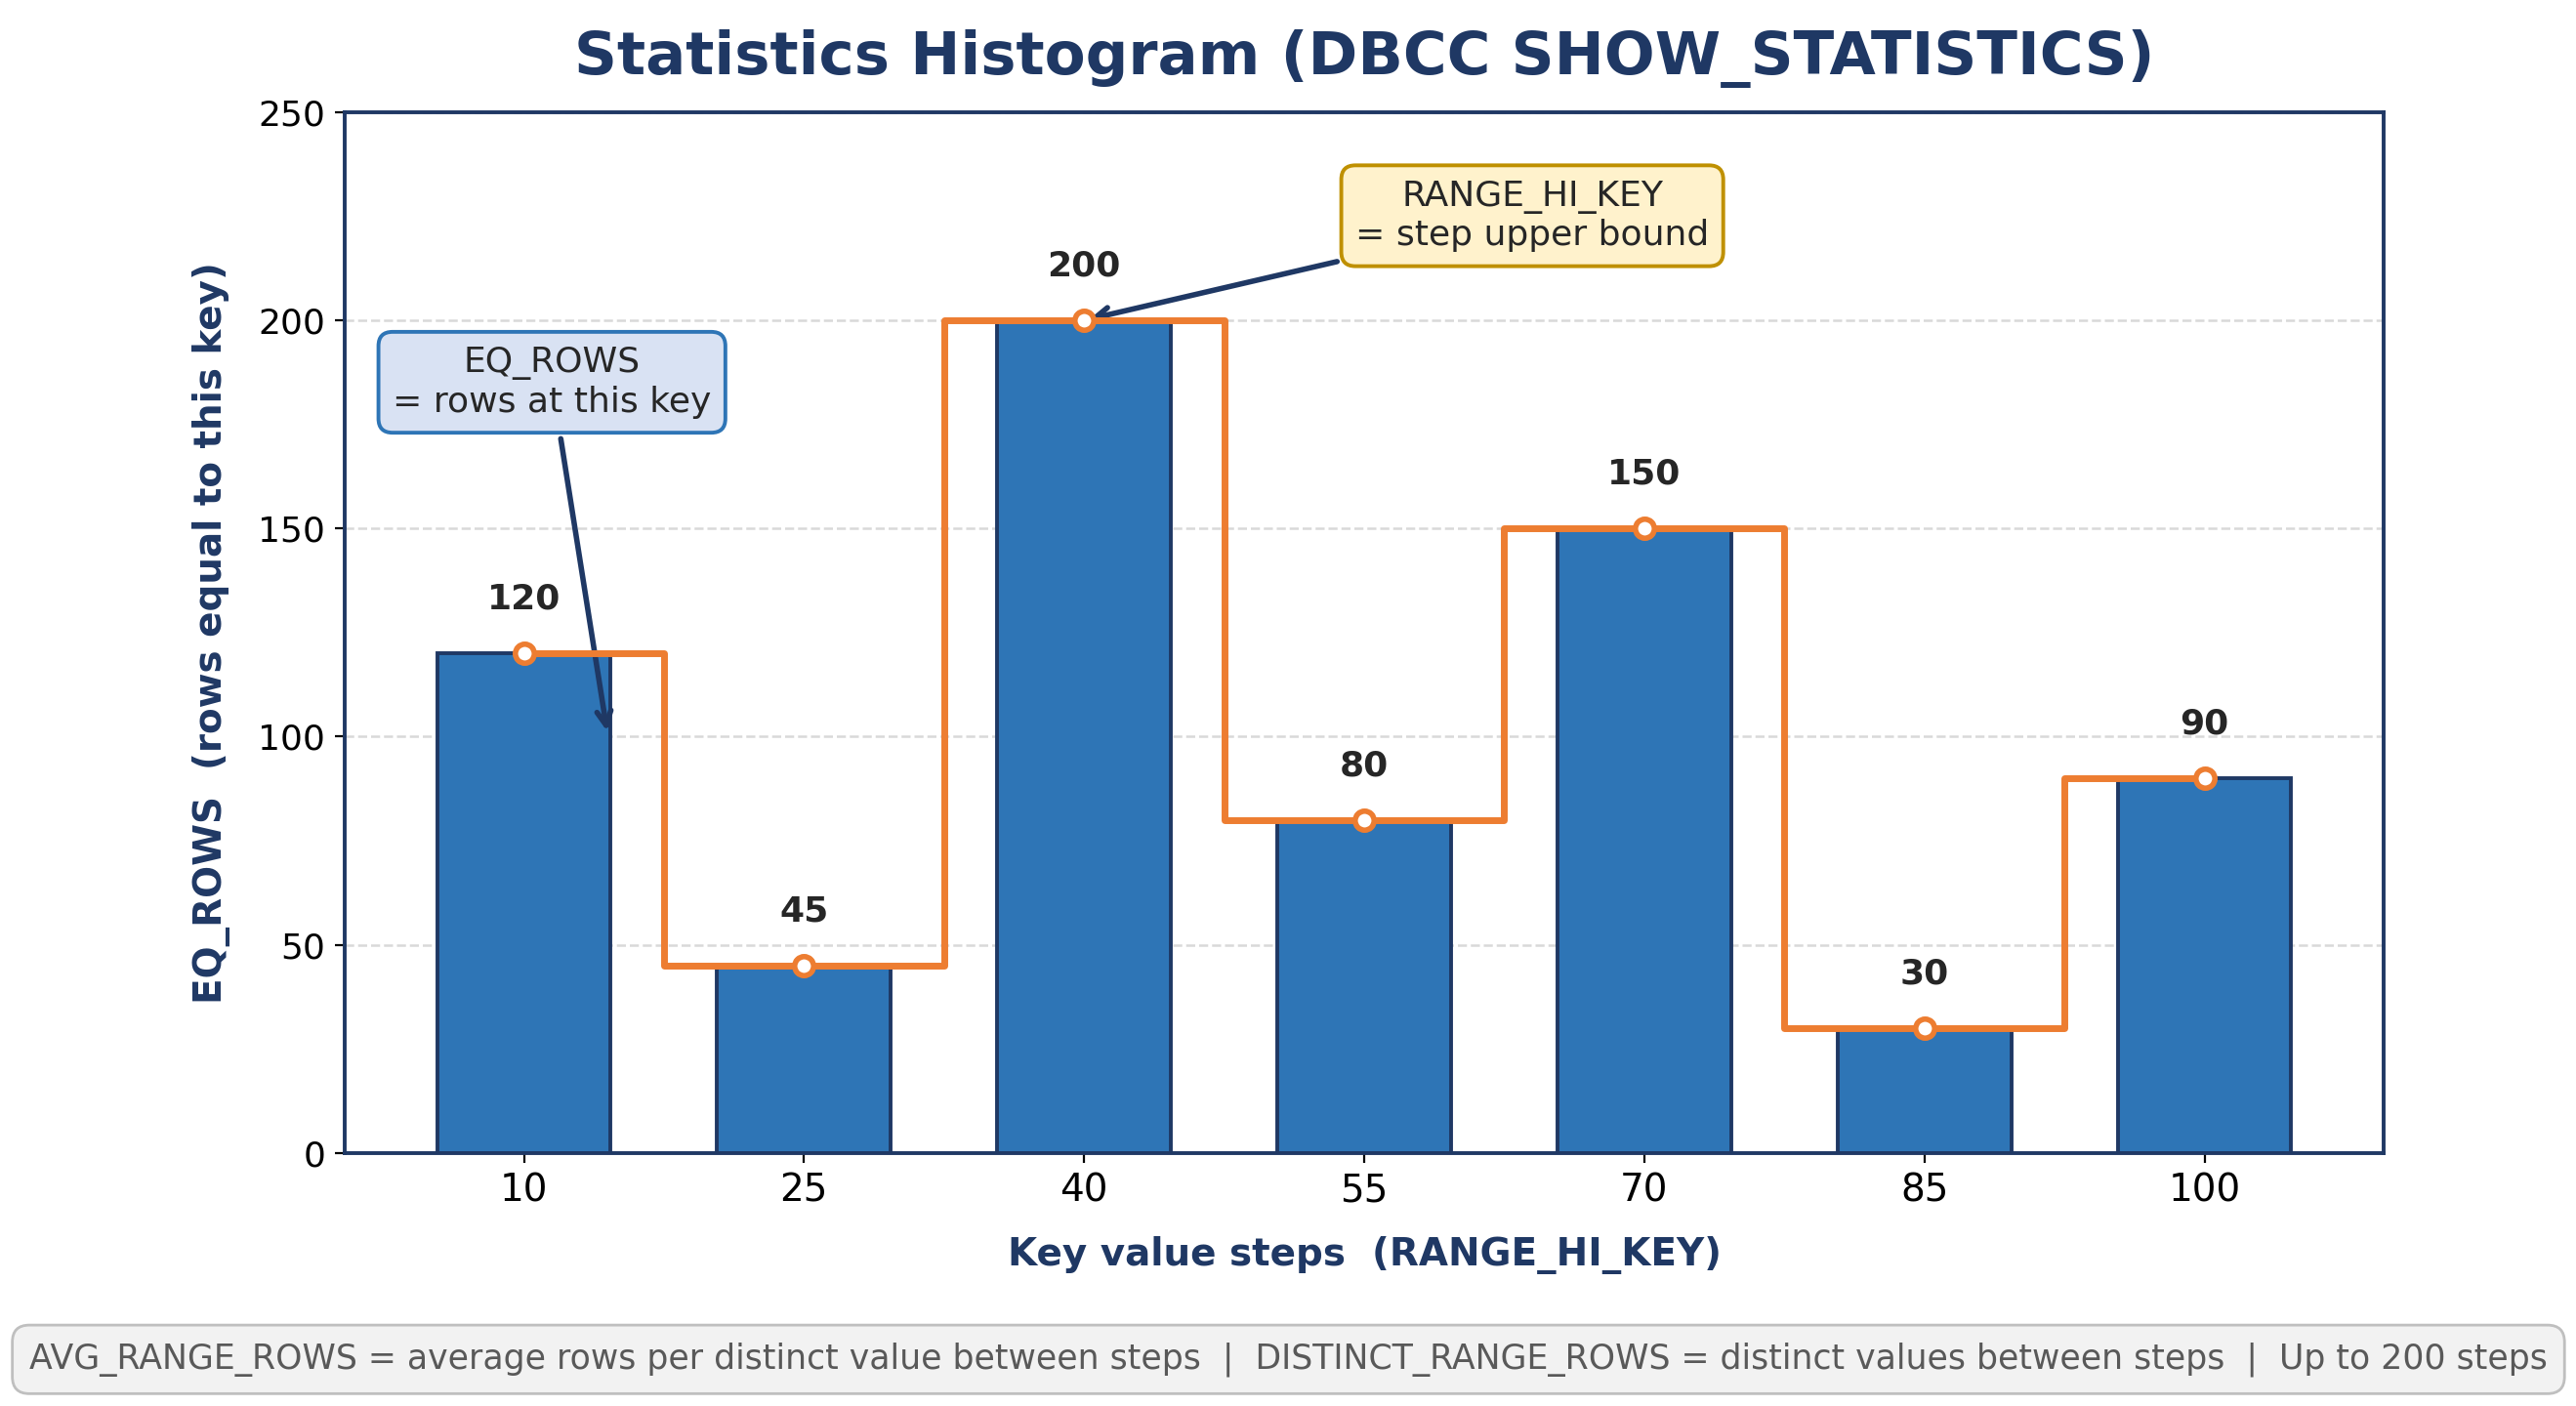 Statistics Histogram (DBCC SHOW_STATISTICS)
EQ_ROWS  (rows equal to this key)
250
200
150
100
50
0
RANGE_HI_KEY
= step upper bound
EQ_ROWS
= rows at this key
120
45
200
80
150
30
90
10
25
40
55
70
85
100
Key value steps  (RANGE_HI_KEY)
AVG_RANGE_ROWS = average rows per distinct value between steps  |  DISTINCT_RANGE_ROWS = distinct values between steps  |  Up to 200 steps